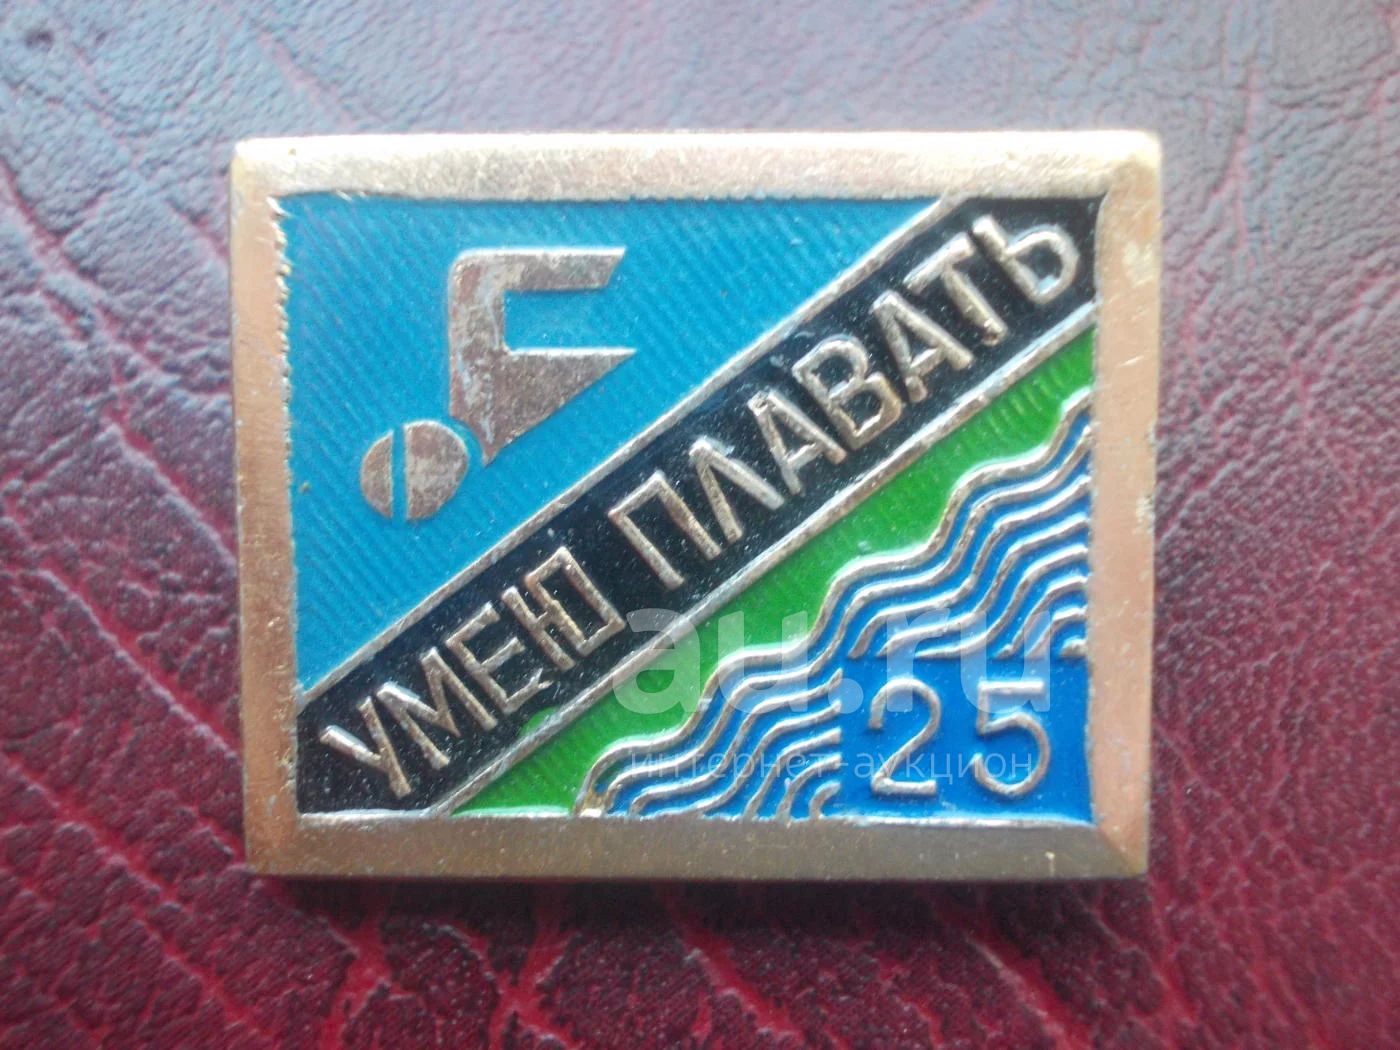 УМЕЮ ПЛАВАТЬ
au.ru
интернет-аукцион
25